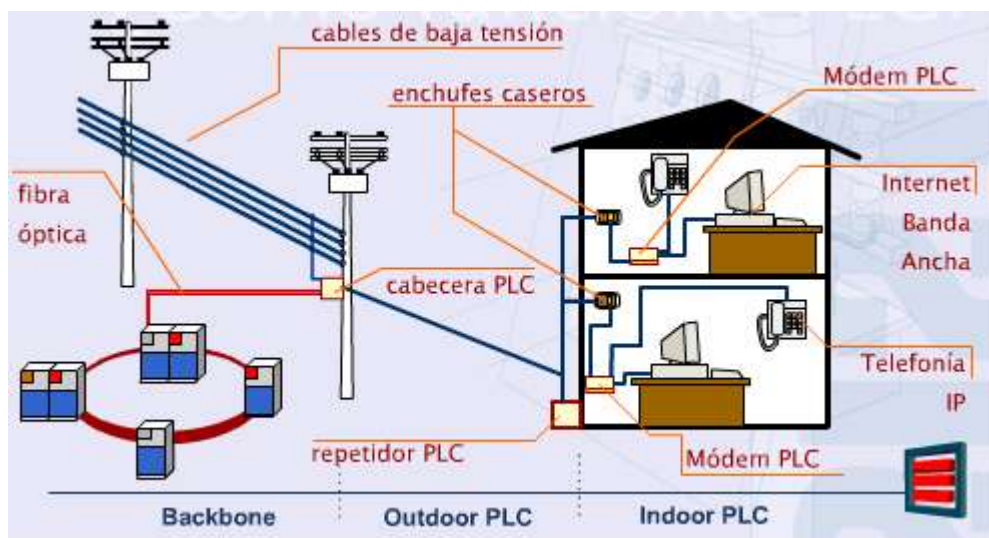 cables de baja tensión
Módem PLC
enchufes caseros
fibra
óptica
Internet
Banda
Ancha
cabecera PLC
Telefonía
IP
repetidor PLC
Módem PLC
Backbone
Outdoor PLC
Indoor PLC